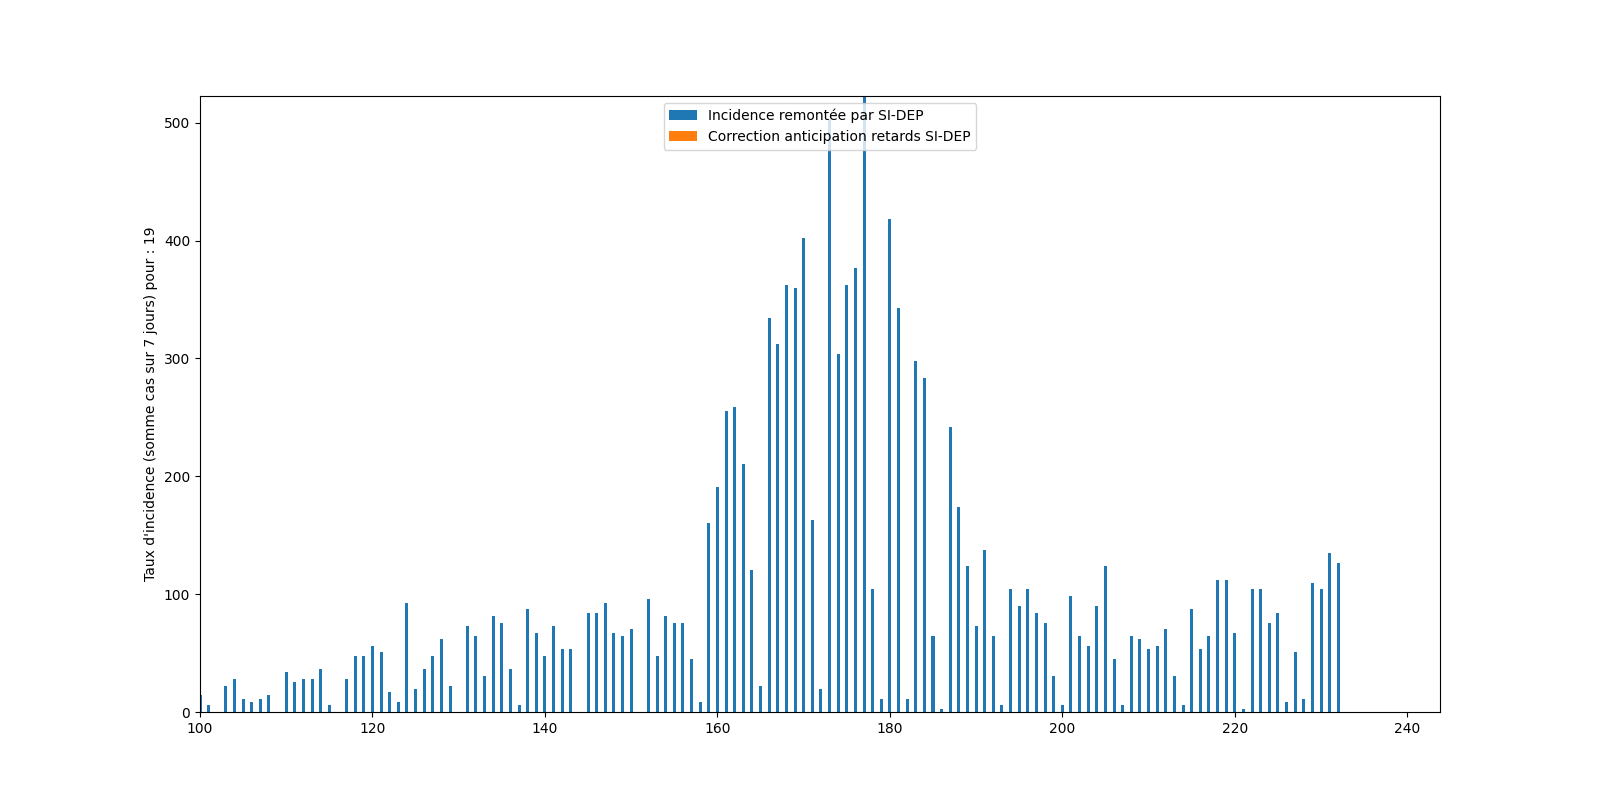 Incidence remontée par SI-DEP
Correction anticipation retards SI-DEP
Taux d'incidence (somme cas sur 7 jours) pour : 19
500
400
300
200
100
0
100 120 140 160 180 200 220 240